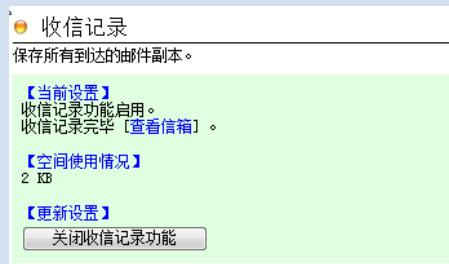 收信记录
保存所有到达的邮件副本。
【当前设置】
收信记录功能启用。
收信记录完毕 [查看信箱] 。
【空间使用情况】
2 KB
【更新设置】
关闭收信记录功能